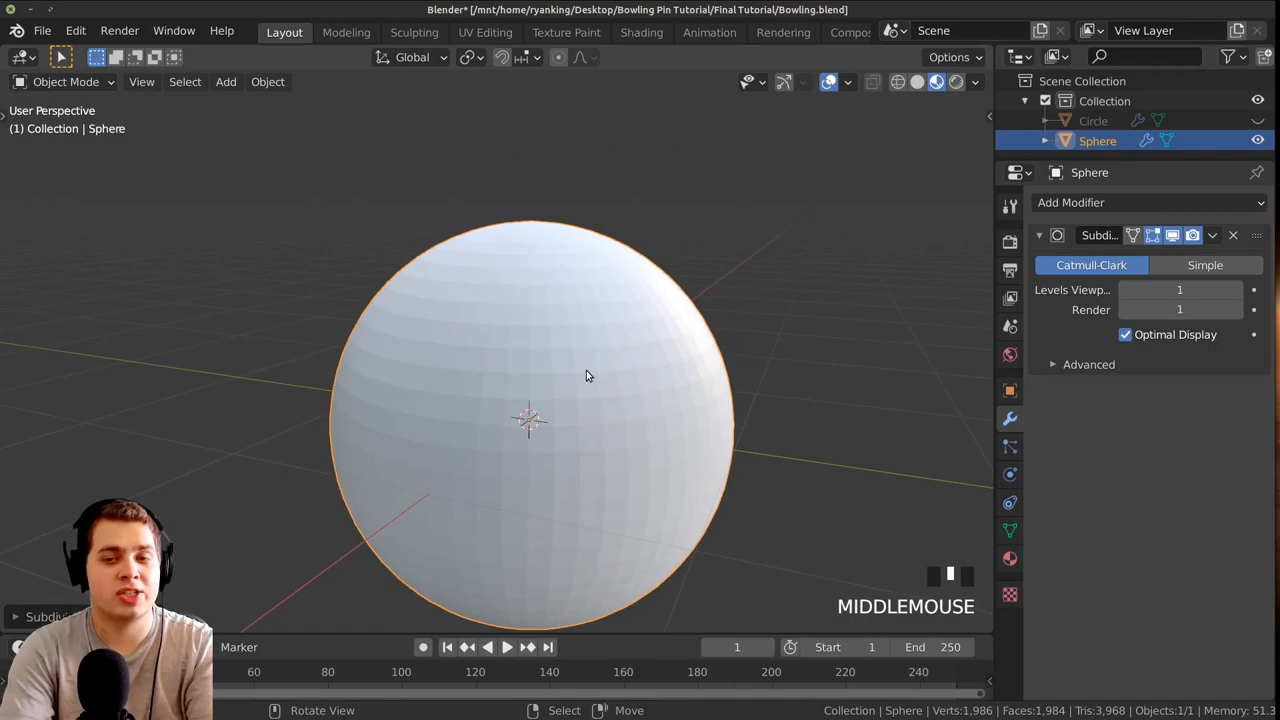 Blender* [/mnt/home/ryanking/Desktop/Bowling Pin Tutorial/Final Tutorial/Bowling.blend]
File Edit Render Window Help Layout Modeling Sculpting UV Editing Texture Paint Shading Animation Rendering Compos Scene View Layer
Global Options
Object Mode View Select Add Object
User Perspective
(1) Collection | Sphere
Scene Collection
Collection
Circle
Sphere
Sphere
Add Modifier
Subdi...
Catmull-Clark Simple
Levels Viewp... 1
Render 1
Optimal Display
Advanced
MIDDLEMOUSE
Subdivi
Marker 1 Start 1 End 250
60 80 100 120 140 160 180 200 220 240
Rotate View Select Move Collection | Sphere | Verts:1,986 | Faces:1,984 | Tris:3,968 | Objects:1/1 | Memory: 51.3